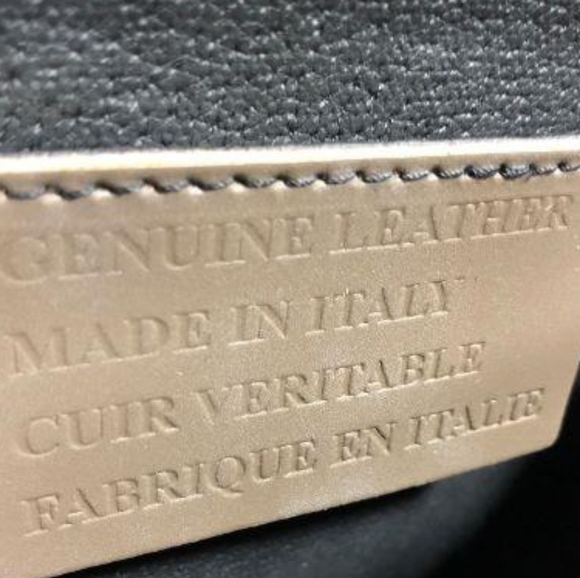 GENUINE LEATHER
MADE IN ITALY
CUIR VERITABLE
FABRIQUE EN ITALIE